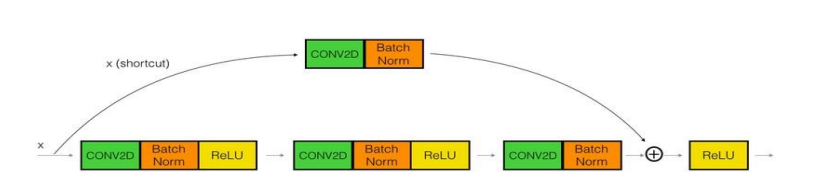 CONV2D Batch Norm
x (shortcut)
x
CONV2D Batch Norm ReLU CONV2D Batch Norm ReLU CONV2D Batch Norm ReLU